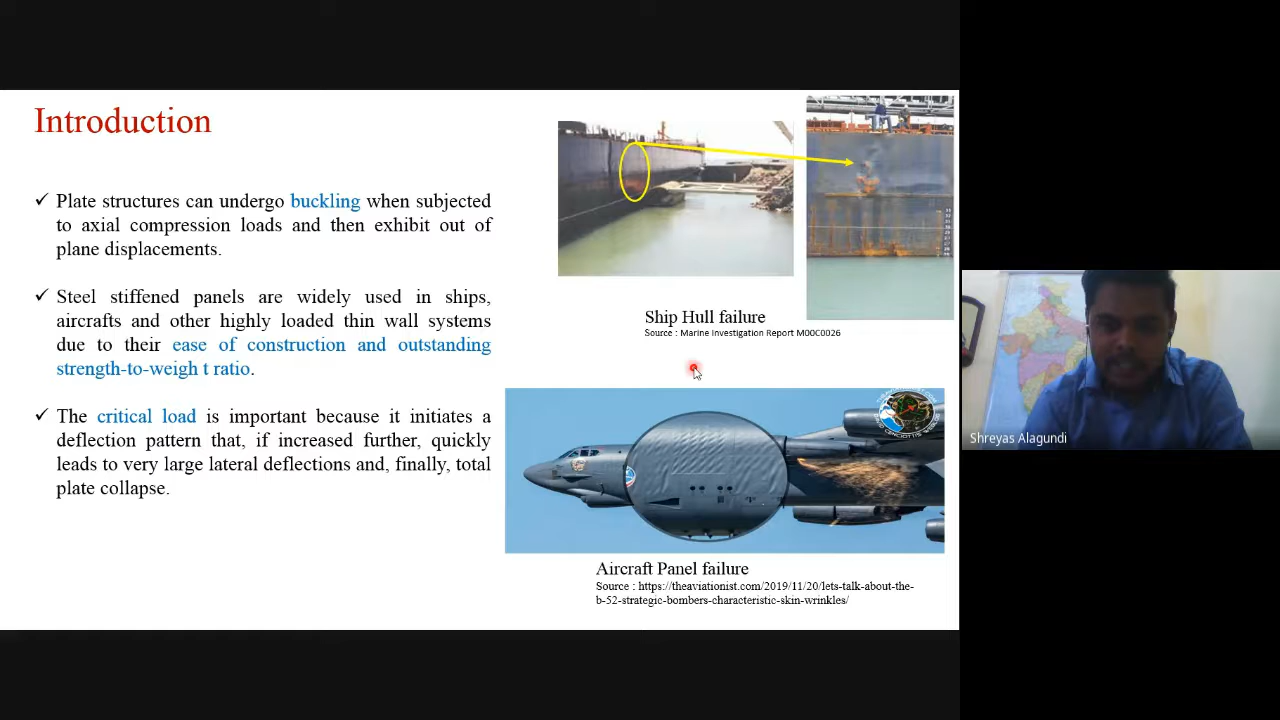 Introduction
✓ Plate structures can undergo buckling when subjected
to axial compression loads and then exhibit out of
plane displacements.
✓ Steel stiffened panels are widely used in ships,
aircrafts and other highly loaded thin wall systems
due to their ease of construction and outstanding
strength-to-weigh t ratio.
✓ The critical load is important because it initiates a
deflection pattern that, if increased further, quickly
leads to very large lateral deflections and, finally, total
plate collapse.
Ship Hull failure
Source : Marine Investigation Report M00C0026
Aircraft Panel failure
Source : https://theaviationist.com/2019/11/20/lets-talk-about-the-
b-52-strategic-bombers-characteristic-skin-wrinkles/
Shreyas Alagundi